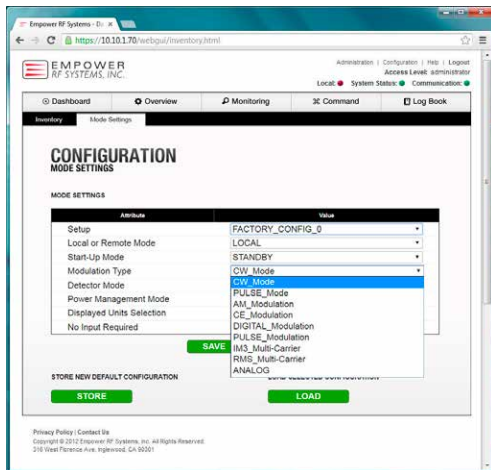 Empower RF Systems - Da
https://10.10.1.70/webgui/inventory.html
EMPOWER
RF SYSTEMS, INC.
Administration | Configuration | Help | Logout
Access Level: administrator
Local: System Status: Communication:
Dashboard Overview Monitoring Command Log Book
Inventory Mode Settings
CONFIGURATION
MODE SETTINGS
MODE SETTINGS
Attribute Value
Setup FACTORY_CONFIG_0
Local or Remote Mode LOCAL
Start-Up Mode STANDBY
Modulation Type CW_Mode
Detector Mode CW_Mode
Power Management Mode PULSE_Mode
Displayed Units Selection AM_Modulation
No Input Required CE_Modulation
DIGITAL_Modulation
PULSE_Modulation
IM3_Multi-Carrier
RMS_Multi-Carrier
ANALOG
SAVE
STORE NEW DEFAULT CONFIGURATION LOAD SELECTED CONFIGURATION
STORE LOAD
Privacy Policy | Contact Us
Copyright © 2012 Empower RF Systems, Inc. All Rights Reserved.
316 West Florence Ave, Inglewood, CA 90301